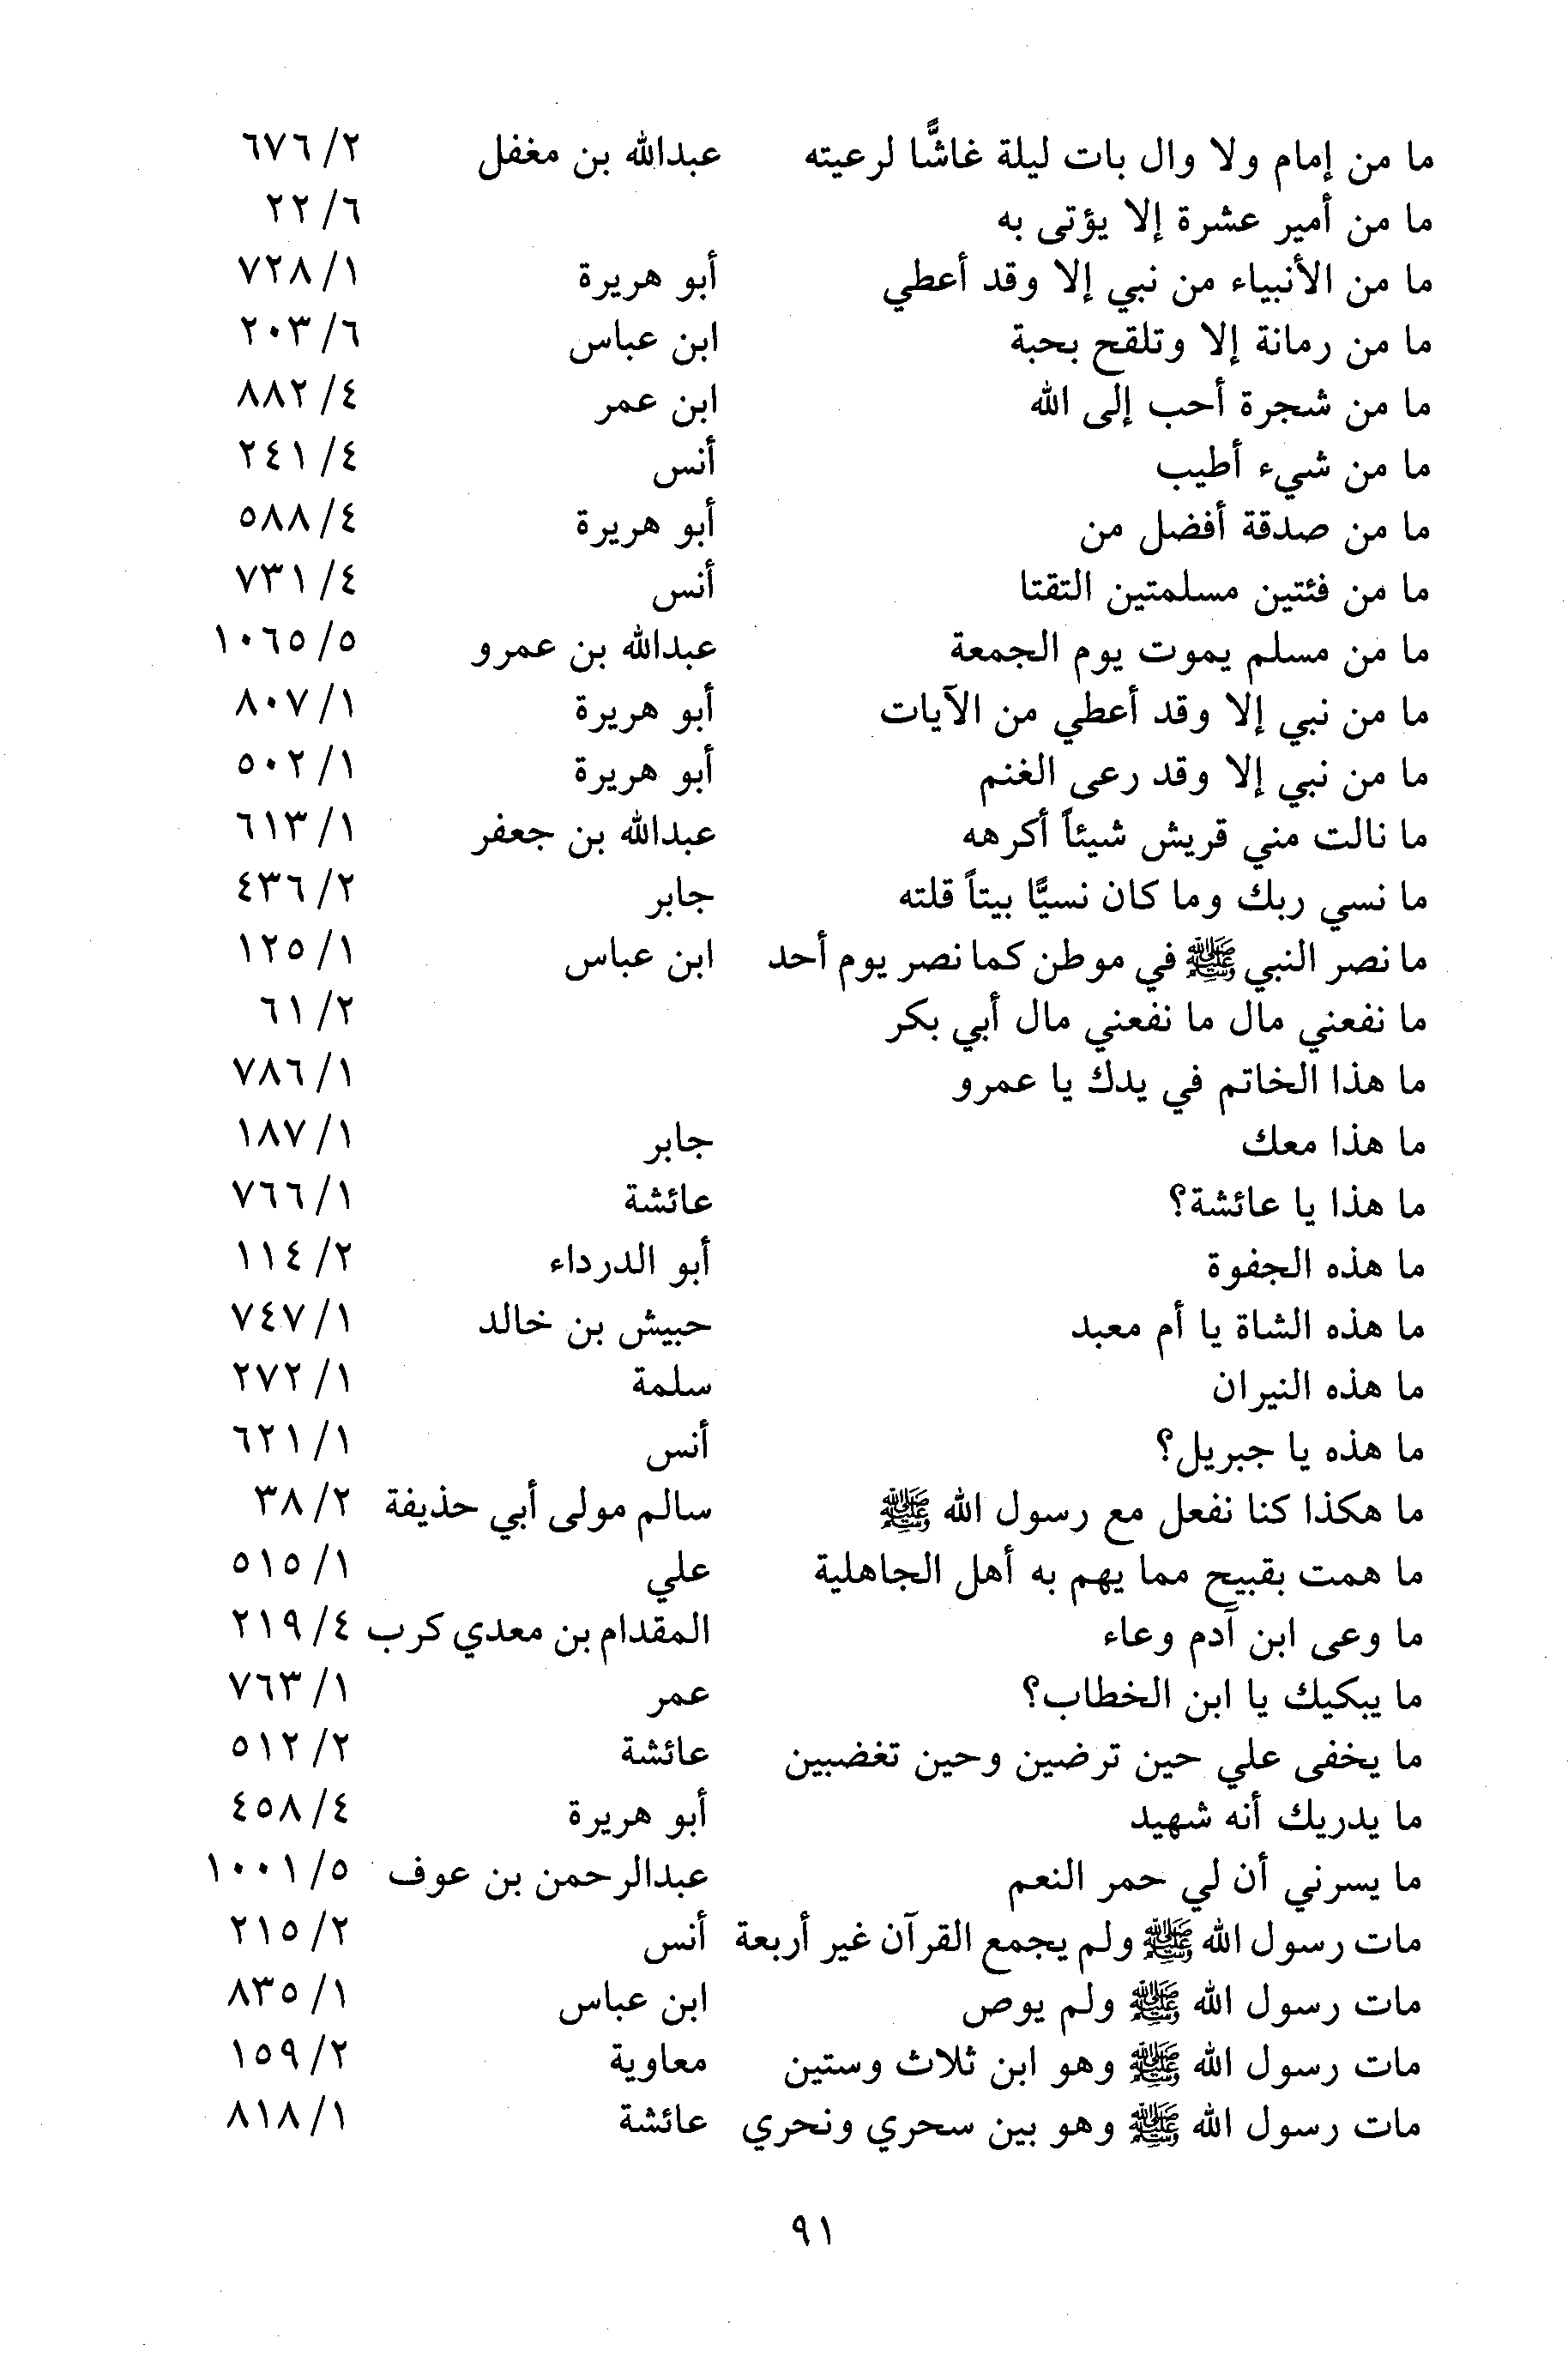 ما من إمام ولا وال بات ليلة غاشًّا لرعيته عبدالله بن مغفل ٢/ ٦٧٦
ما من أمير عشرة إلا يؤتى به ٦/ ٢٢
ما من الأنبياء من نبي إلا وقد أعطي أبو هريرة ١/ ٧٢٨
ما من رمانة إلا وتلقح بحبة ابن عباس ٦/ ٢٠٣
ما من شجرة أحب إلى الله ابن عمر ٤/ ٨٨٢
ما من شيء أطيب أنس ٤/ ٢٤١
ما من صدقة أفضل من أبو هريرة ٤/ ٥٨٨
ما من فئتين مسلمتين التقتا أنس ٤/ ٧٣١
ما من مسلم يموت يوم الجمعة عبدالله بن عمرو ٥/ ١٠٦٥
ما من نبي إلا وقد أعطي من الآيات أبو هريرة ١/ ٨٠٧
ما من نبي إلا وقد رعى الغنم أبو هريرة ١/ ٥٠٢
ما نالت مني قريش شيئاً أكرهه عبدالله بن جعفر ١/ ٦١٣
ما نسي ربك وما كان نسيًّا بيتاً قلته جابر ٢/ ٤٣٦
ما نصر النبي ﷺ في موطن كما نصر يوم أحد ابن عباس ١/ ١٢٥
ما نفعني مال ما نفعني مال أبي بكر ٢/ ٦١
ما هذا الخاتم في يدك يا عمرو ١/ ٧٨٦
ما هذا معك جابر ١/ ١٨٧
ما هذا يا عائشة؟ عائشة ١/ ٧٦٦
ما هذه الجفوة أبو الدرداء ٢/ ١١٤
ما هذه الشاة يا أم معبد حبيش بن خالد ١/ ٧٤٧
ما هذه النيران سلمة ١/ ٢٧٢
ما هذه يا جبريل؟ أنس ١/ ٦٢١
ما هكذا كنا نفعل مع رسول الله ﷺ سالم مولى أبي حذيفة ٢/ ٣٨
ما همت بقبيح مما يهم به أهل الجاهلية علي ١/ ٥١٥
ما وعى ابن آدم وعاء المقدام بن معدي كرب ٤/ ٢١٩
ما يبكيك يا ابن الخطاب؟ عمر ١/ ٧٦٣
ما يخفى علي حين ترضين وحين تغضبين عائشة ٢/ ٥١٢
ما يدريك أنه شهيد أبو هريرة ٤/ ٤٥٨
ما يسرني أن لي حمر النعم عبدالرحمن بن عوف ٥/ ١٠٠١
مات رسول الله ﷺ ولم يجمع القرآن غير أربعة أنس ٢/ ٢١٥
مات رسول الله ﷺ ولم يوص ابن عباس ١/ ٨٣٥
مات رسول الله ﷺ وهو ابن ثلاث وستين معاوية ٢/ ١٥٩
مات رسول الله ﷺ وهو بين سحري ونحري عائشة ١/ ٨١٨
٩١